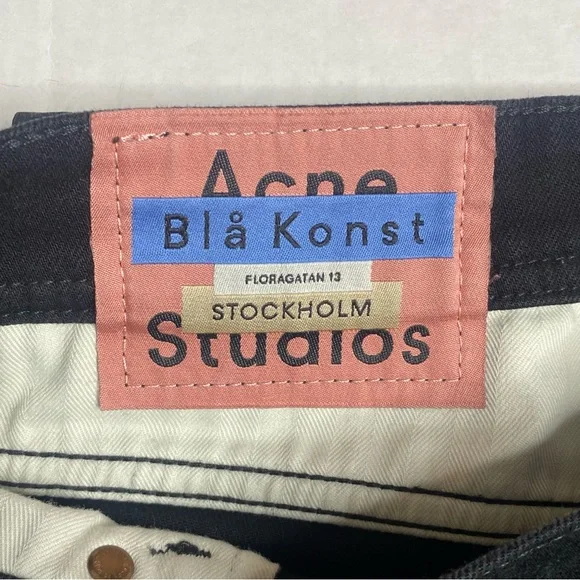 Acne
Blå Konst
FLORAGATAN 13
STOCKHOLM
Studios